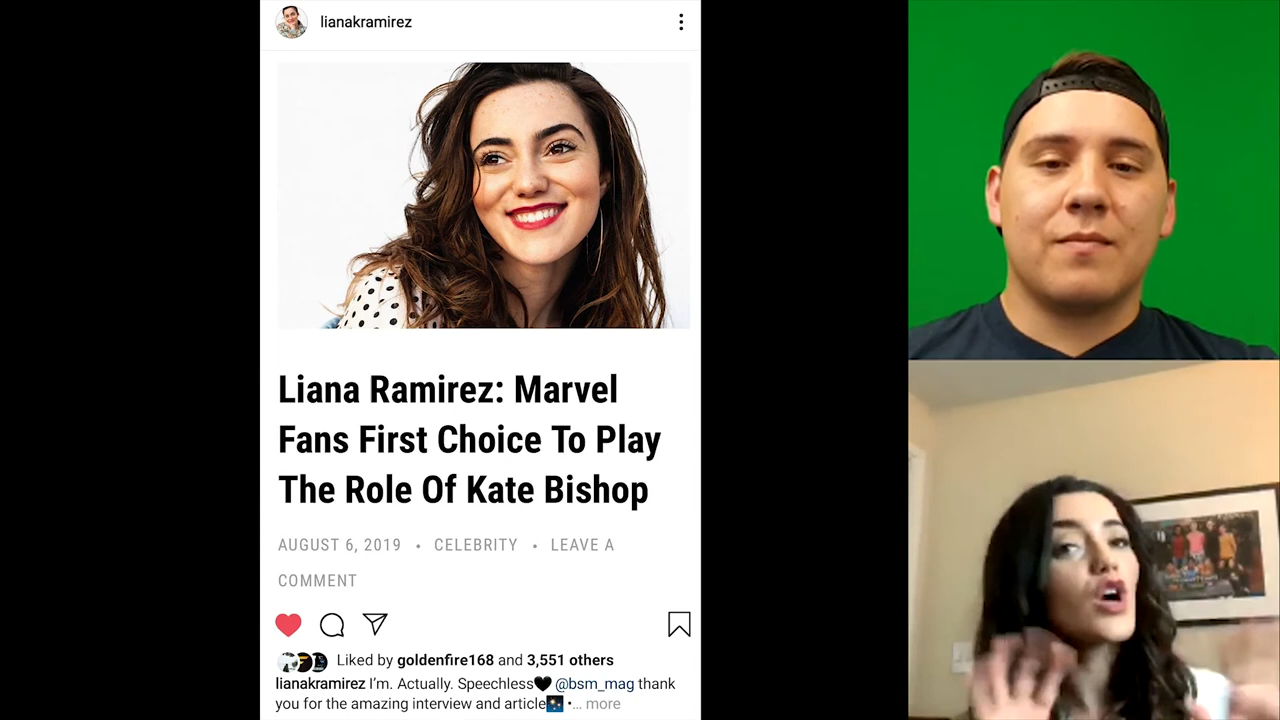 lianakramirez
Liana Ramirez: Marvel
Fans First Choice To Play
The Role Of Kate Bishop
AUGUST 6, 2019 • CELEBRITY • LEAVE A
COMMENT
Liked by goldenfire168 and 3,551 others
lianakramirez I'm. Actually. Speechless🖤 @bsm_mag thank
you for the amazing interview and article🎆 •... more